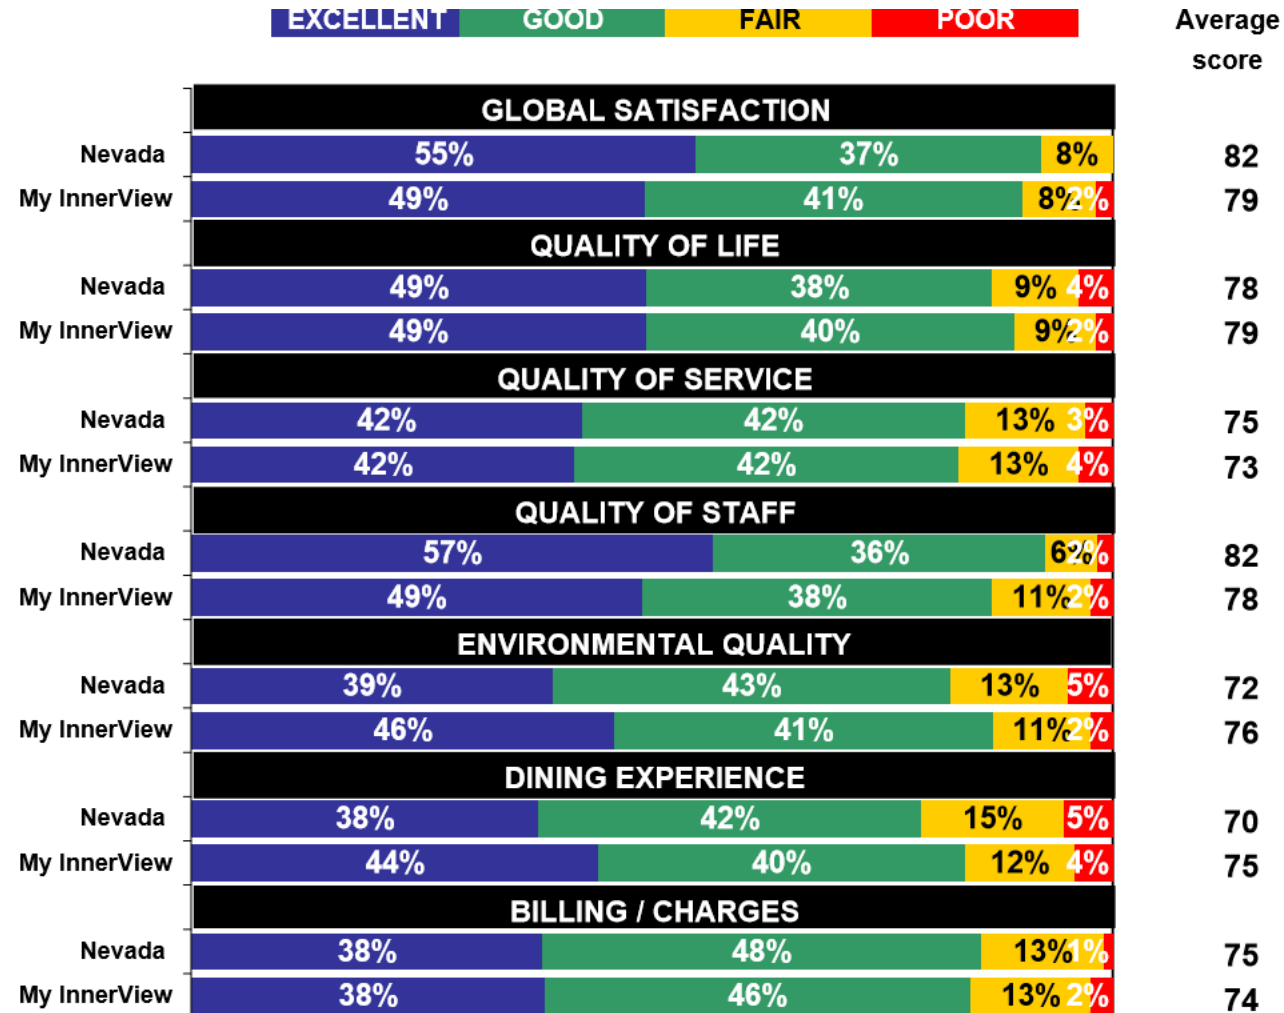 EXCELLENT GOOD FAIR POOR Average
score
GLOBAL SATISFACTION
Nevada 55% 37% 8% 82
My InnerView 49% 41% 8% 2% 79
QUALITY OF LIFE
Nevada 49% 38% 9% 4% 78
My InnerView 49% 40% 9% 2% 79
QUALITY OF SERVICE
Nevada 42% 42% 13% 3% 75
My InnerView 42% 42% 13% 4% 73
QUALITY OF STAFF
Nevada 57% 36% 6% 2% 82
My InnerView 49% 38% 11% 2% 78
ENVIRONMENTAL QUALITY
Nevada 39% 43% 13% 5% 72
My InnerView 46% 41% 11% 2% 76
DINING EXPERIENCE
Nevada 38% 42% 15% 5% 70
My InnerView 44% 40% 12% 4% 75
BILLING / CHARGES
Nevada 38% 48% 13% 1% 75
My InnerView 38% 46% 13% 2% 74